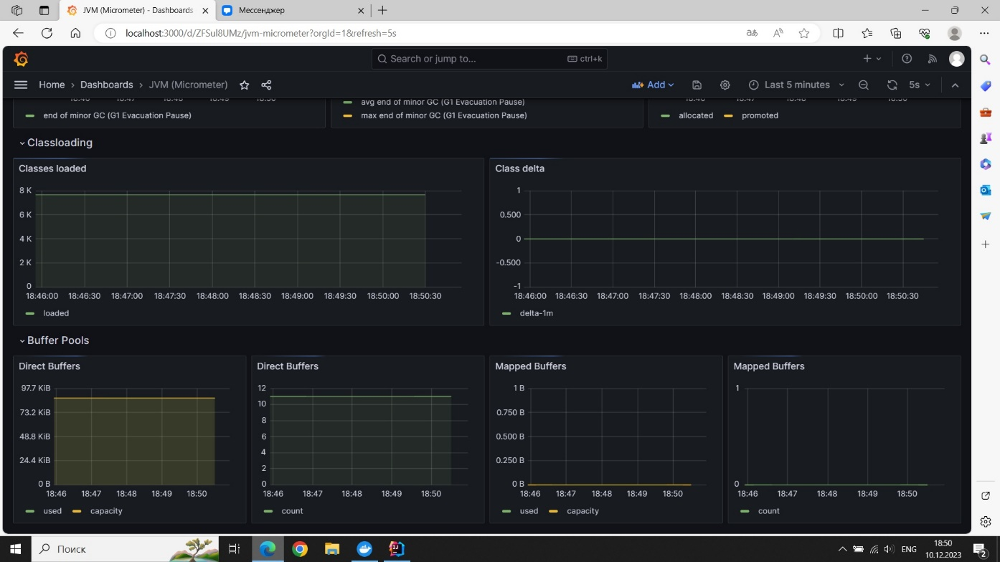 JVM (Micrometer) - Dashboards
Мессенджер
localhost:3000/d/ZFSul8UMz/jvm-micrometer?orgId=1&refresh=5s
Search or jump to...
ctrl+k
Home > Dashboards > JVM (Micrometer)
Add
Last 5 minutes
5s
end of minor GC (G1 Evacuation Pause)
avg end of minor GC (G1 Evacuation Pause)
max end of minor GC (G1 Evacuation Pause)
allocated promoted
Classloading
Classes loaded
8 K
6 K
4 K
2 K
0
18:46:00 18:46:30 18:47:00 18:47:30 18:48:00 18:48:30 18:49:00 18:49:30 18:50:00 18:50:30
loaded
Class delta
1
0.500
0
-0.500
-1
18:46:00 18:46:30 18:47:00 18:47:30 18:48:00 18:48:30 18:49:00 18:49:30 18:50:00 18:50:30
delta-1m
Buffer Pools
Direct Buffers
97.7 KiB
73.2 KiB
48.8 KiB
24.4 KiB
0 B
18:46 18:47 18:48 18:49 18:50
used capacity
Direct Buffers
12
10
8
6
4
2
0
18:46 18:47 18:48 18:49 18:50
count
Mapped Buffers
1 B
0.750 B
0.500 B
0.250 B
0 B
18:46 18:47 18:48 18:49 18:50
used capacity
Mapped Buffers
1
0
18:46 18:47 18:48 18:49 18:50
count
Поиск
ENG
18:50
10.12.2023
2